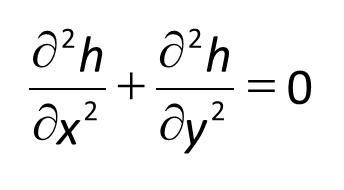 ∂²h/∂x² + ∂²h/∂y² = 0